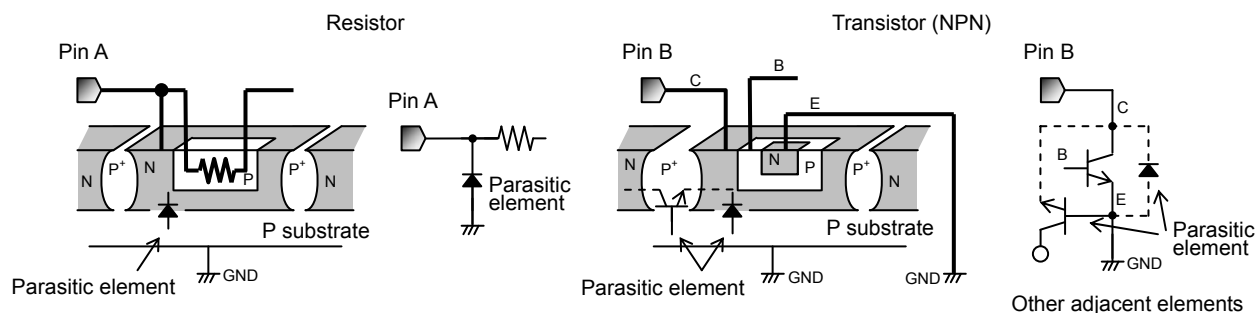 Resistor
Transistor (NPN)
Pin A
Pin B
Pin B
B
C
E
Pin A
C
B
E
N
P+
N
P
P+
N
Parasitic
element
N
P+
N
P
P+
N
P substrate
P substrate
Parasitic
element
GND
GND
GND
GND
Parasitic element
Parasitic element
Other adjacent elements